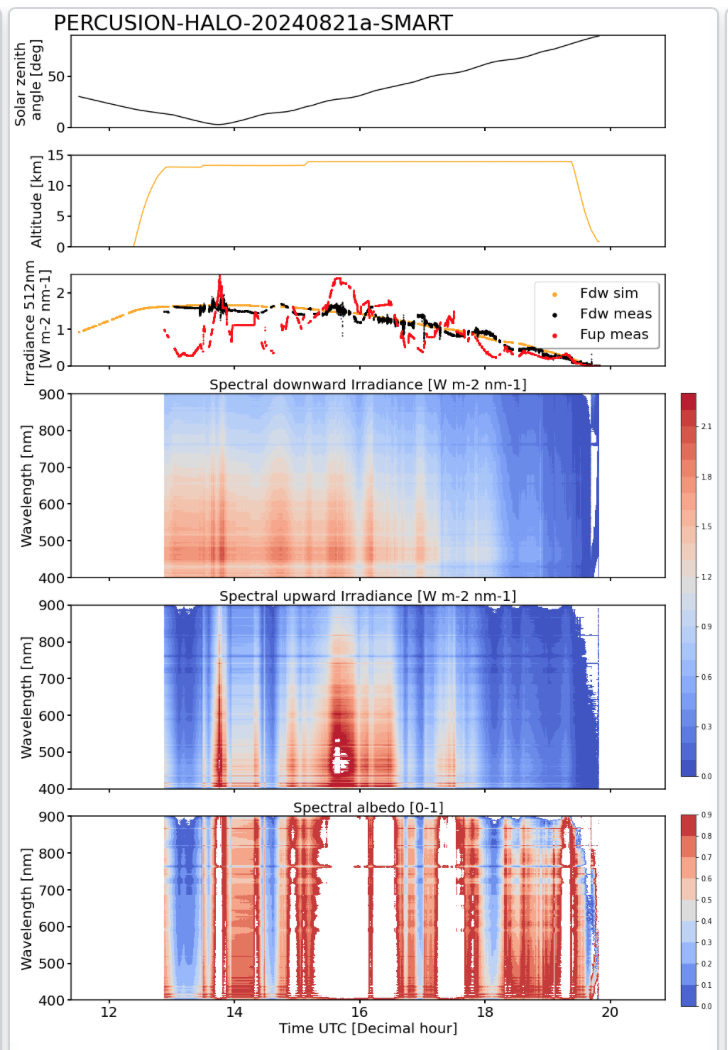 PERCUSION-HALO-20240821a-SMART
Solar zenith
angle [deg]
50
0
Altitude [km]
15
10
5
0
Irradiance 512nm
[W m-2 nm-1]
2
1
0
Fdw sim
Fdw meas
Fup meas
Spectral downward Irradiance [W m-2 nm-1]
Wavelength [nm]
900
800
700
600
500
400
Spectral upward Irradiance [W m-2 nm-1]
Wavelength [nm]
900
800
700
600
500
400
2.1
1.8
1.5
1.2
0.9
0.6
0.3
0.0
Spectral albedo [0-1]
Wavelength [nm]
900
800
700
600
500
400
0.9
0.8
0.7
0.6
0.5
0.4
0.3
0.2
0.1
0.0
12 14 16 18 20
Time UTC [Decimal hour]